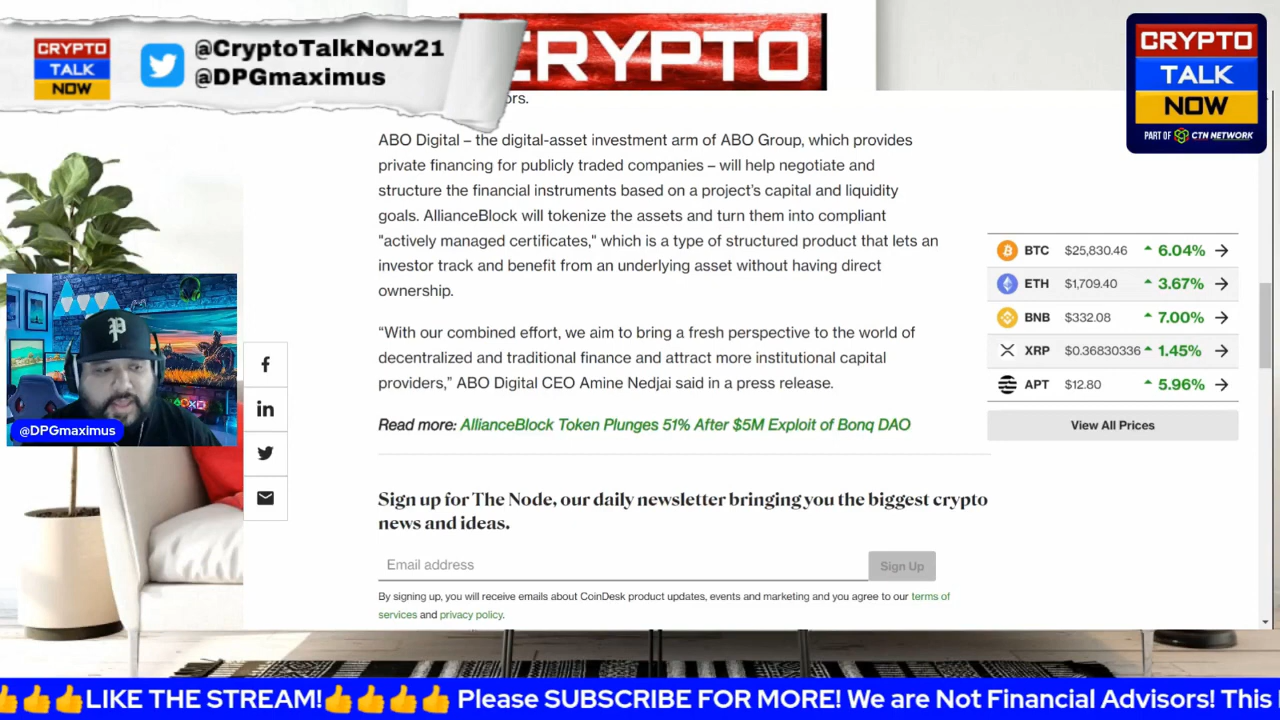 CRYPTO
TALK
NOW
@CryptoTalkNow21
@DPGmaximus
CRYPTO
CRYPTO
TALK
NOW
PART OF CTN NETWORK
ors.
ABO Digital – the digital-asset investment arm of ABO Group, which provides
private financing for publicly traded companies – will help negotiate and
structure the financial instruments based on a project's capital and liquidity
goals. AllianceBlock will tokenize the assets and turn them into compliant
"actively managed certificates," which is a type of structured product that lets an
investor track and benefit from an underlying asset without having direct
ownership.
“With our combined effort, we aim to bring a fresh perspective to the world of
decentralized and traditional finance and attract more institutional capital
providers,” ABO Digital CEO Amine Nedjai said in a press release.
Read more: AllianceBlock Token Plunges 51% After $5M Exploit of Bonq DAO
Sign up for The Node, our daily newsletter bringing you the biggest crypto
news and ideas.
Email address
Sign Up
By signing up, you will receive emails about CoinDesk product updates, events and marketing and you agree to our terms of
services and privacy policy.
BTC $25,830.46 6.04%
ETH $1,709.40 3.67%
BNB $332.08 7.00%
XRP $0.36830336 1.45%
APT $12.80 5.96%
View All Prices
P
@DPGmaximus
LIKE THE STREAM! Please SUBSCRIBE FOR MORE! We are Not Financial Advisors! This